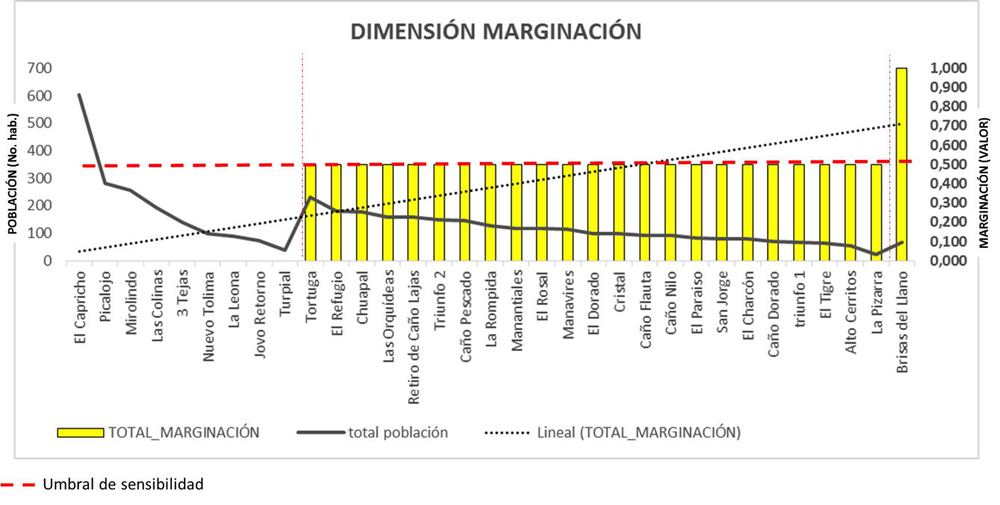 DIMENSIÓN MARGINACIÓN
POBLACIÓN (No. hab.)
700
600
500
400
300
200
100
0
1,000
0,900
0,800
0,700
0,600
0,500
0,400
0,300
0,200
0,100
0,000
MARGINACIÓN (VALOR)
El Capricho
Picalojo
Mirolindo
Las Colinas
3 Tejas
Nuevo Tolima
La Leona
Jovo Retorno
Turpial
Tortuga
El Refugio
Chuapal
Las Orquídeas
Retiro de Caño Lajas
Triunfo 2
Caño Pescado
La Rompida
Manantiales
El Rosal
Manavires
El Dorado
Cristal
Caño Flauta
Caño Nilo
El Paraiso
San Jorge
El Charcón
Caño Dorado
triunfo 1
El Tigre
Alto Cerritos
La Pizarra
Brisas del Llano
TOTAL_MARGINACIÓN
total población
Lineal (TOTAL_MARGINACIÓN)
Umbral de sensibilidad